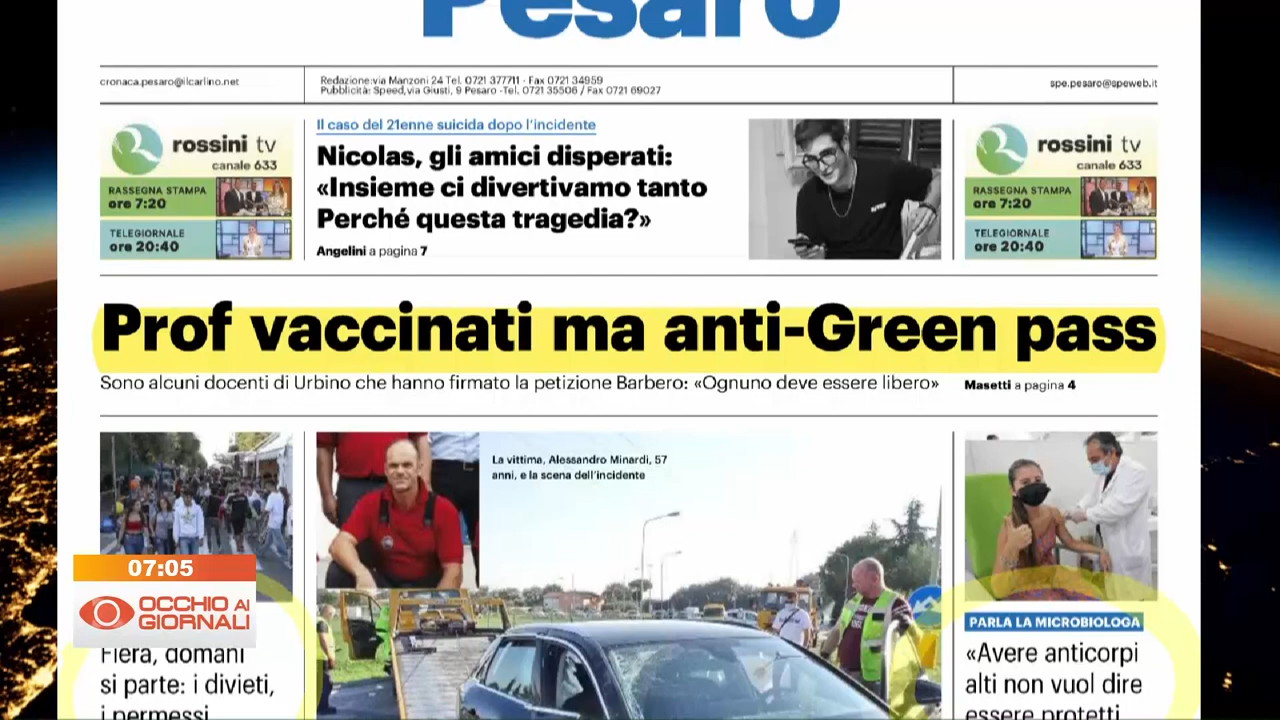 Pesaro
cronaca.pesaro@ilcarlino.net
Redazione:via Manzoni 24 Tel. 0721 377711 - Fax 0721 34959
Pubblicità: Speed,via Giusti, 9 Pesaro -Tel. 0721 35506 / Fax 0721 69027
spe.pesaro@speweb.it
rossini tv
canale 633
RASSEGNA STAMPA
ore 7:20
TELEGIORNALE
ore 20:40
Il caso del 21enne suicida dopo l'incidente
Nicolas, gli amici disperati:
«Insieme ci divertivamo tanto
Perché questa tragedia?»
Angelini a pagina 7
rossini tv
canale 633
RASSEGNA STAMPA
ore 7:20
TELEGIORNALE
ore 20:40
Prof vaccinati ma anti-Green pass
Sono alcuni docenti di Urbino che hanno firmato la petizione Barbero: «Ognuno deve essere libero»
Masetti a pagina 4
La vittima, Alessandro Minardi, 57
anni, e la scena dell'incidente
07:05
OCCHIO AI
GIORNALI
Fiera, domani
si parte: i divieti,
i permessi
PARLA LA MICROBIOLOGA
«Avere anticorpi
alti non vuol dire
essere protetti